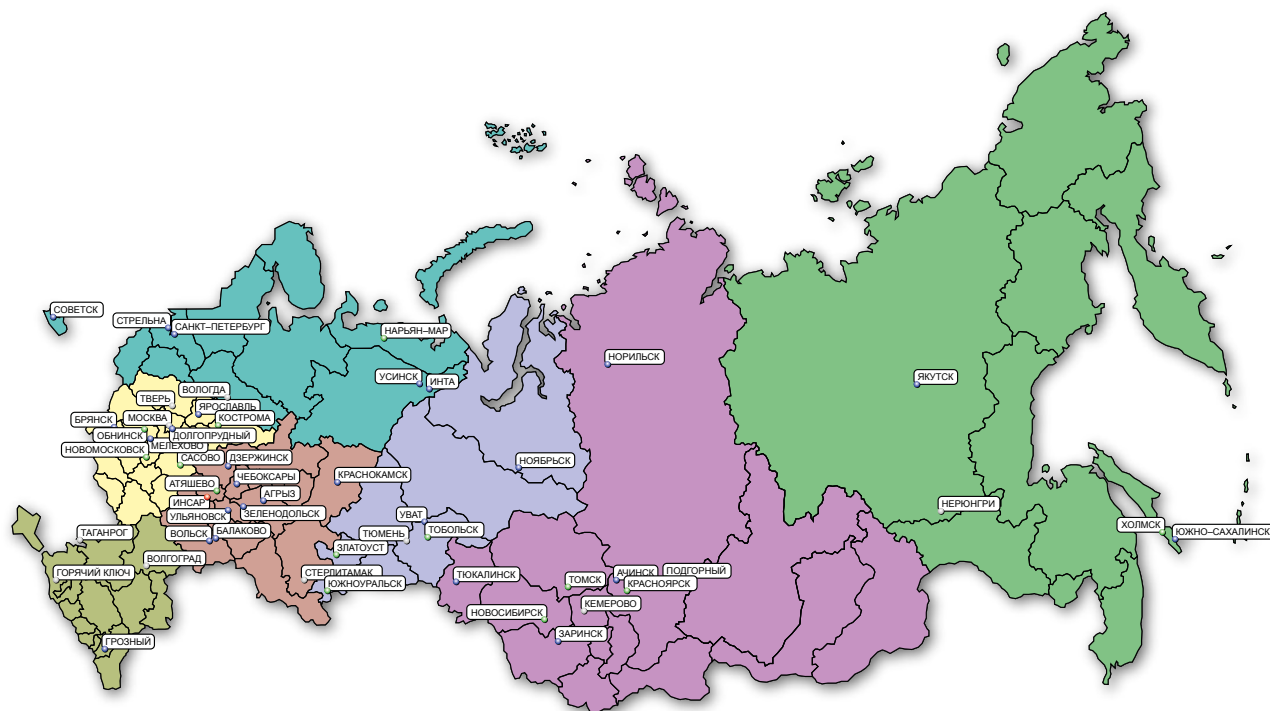 СОВЕТСК
СТРЕЛЬНА
САНКТ–ПЕТЕРБУРГ
НАРЬЯН–МАР
НОРИЛЬСК
УСИНСК
ИНТА
ЯКУТСК
ВОЛОГДА
ТВЕРЬ
ЯРОСЛАВЛЬ
БРЯНСК
МОСКВА
КОСТРОМА
ОБНИНСК
ДОЛГОПРУДНЫЙ
МЕЛЕХОВО
НОВОМОСКОВСК
САСОВО
ДЗЕРЖИНСК
НОЯБРЬСК
ЧЕБОКСАРЫ
КРАСНОКАМСК
АТЯШЕВО
АГРЫЗ
ИНСАР
ЗЕЛЕНОДОЛЬСК
УЛЬЯНОВСК
НЕРЮНГРИ
УВАТ
ТАГАНРОГ
ВОЛЬСК
БАЛАКОВО
ТЮМЕНЬ
ТОБОЛЬСК
ХОЛМСК
ЮЖНО–САХАЛИНСК
ЗЛАТОУСТ
ВОЛГОГРАД
ГОРЯЧИЙ КЛЮЧ
СТЕРЛИТАМАК
ЮЖНОУРАЛЬСК
ТЮКАЛИНСК
ТОМСК
АЧИНСК
ПОДГОРНЫЙ
КРАСНОЯРСК
НОВОСИБИРСК
КЕМЕРОВО
ЗАРИНСК
ГРОЗНЫЙ